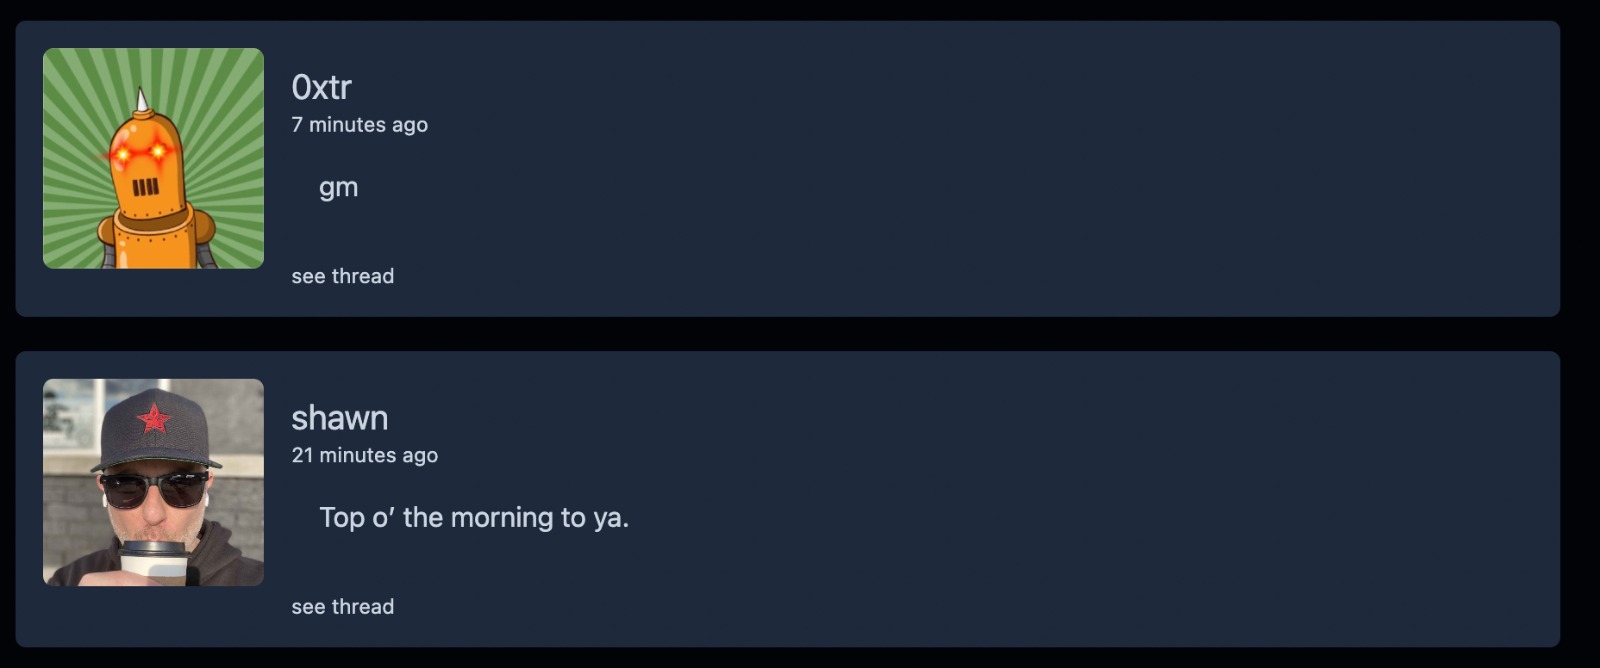 0xtr
7 minutes ago
gm
see thread
shawn
21 minutes ago
Top o’ the morning to ya.
see thread